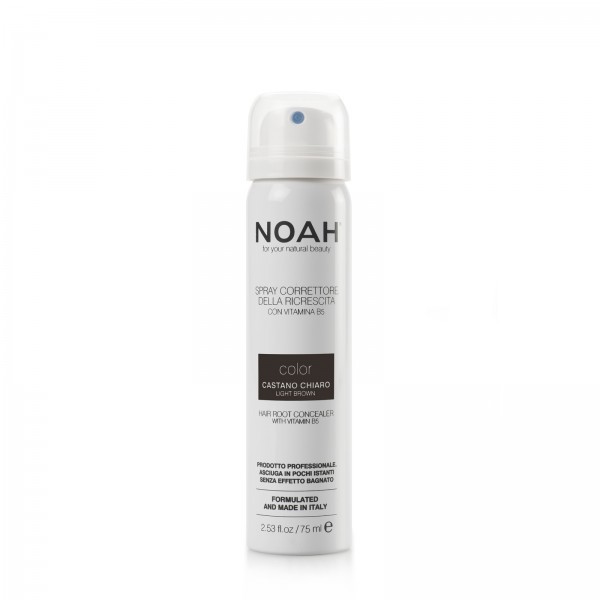 NOAH
for your natural beauty
SPRAY CORRETTORE
DELLA RICRESCITA
CON VITAMINA B5
color
CASTANO CHIARO
LIGHT BROWN
HAIR ROOT CONCEALER
WITH VITAMIN B5
PRODOTTO PROFESSIONALE,
ASCIUGA IN POCHI ISTANTI
SENZA EFFETTO BAGNATO
FORMULATED
AND MADE IN ITALY
2.53 fl.oz / 75 ml ℮